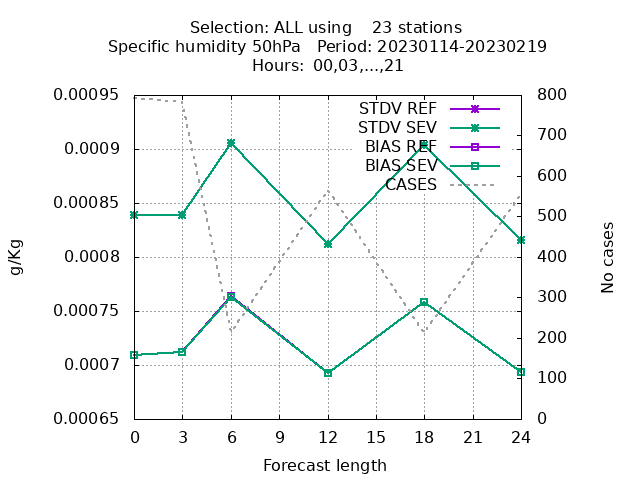 Selection: ALL using    23 stations
Specific humidity 50hPa   Period: 20230114-20230219
Hours:  00,03,...,21
STDV REF
STDV SEV
BIAS REF
BIAS SEV
CASES
0.00095
0.0009
0.00085
0.0008
0.00075
0.0007
0.00065
g/Kg
800
700
600
500
400
300
200
100
0
No cases
0 3 6 9 12 15 18 21 24
Forecast length